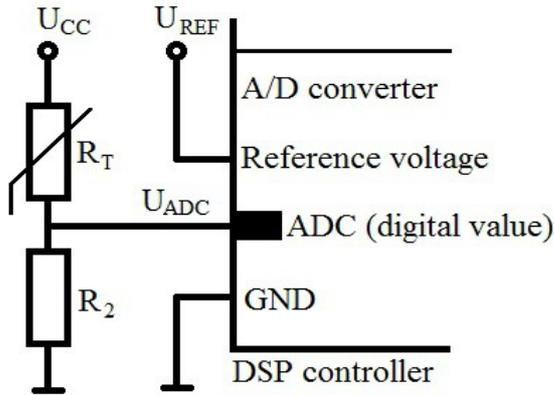 U_CC
U_REF
A/D converter
R_T
Reference voltage
U_ADC
ADC (digital value)
R_2
GND
DSP controller